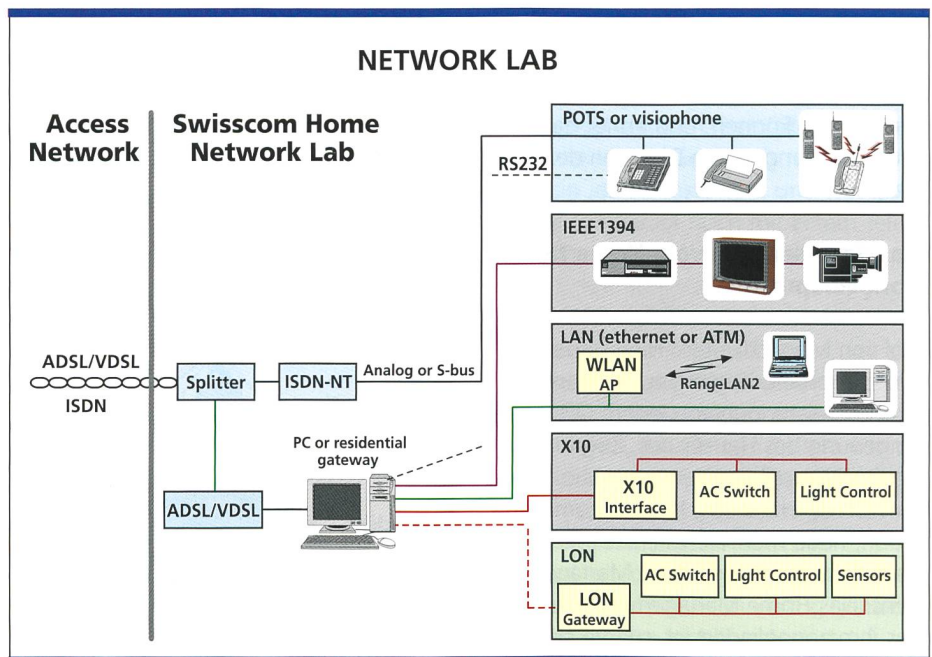 NETWORK LAB
Access
Network
Swisscom Home
Network Lab
POTS or visiophone
RS232
IEEE1394
LAN (ethernet or ATM)
WLAN
AP
RangeLAN2
ADSL/VDSL
ISDN
Splitter
ISDN-NT
Analog or S-bus
PC or residential
gateway
ADSL/VDSL
X10
X10
Interface
AC Switch
Light Control
LON
AC Switch
Light Control
Sensors
LON
Gateway